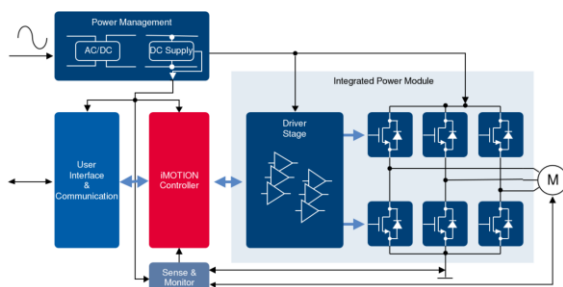 Power Management
AC/DC
DC Supply
Integrated Power Module
Driver
Stage
User
Interface
&
Communication
iMOTION
Controller
M
Sense &
Monitor